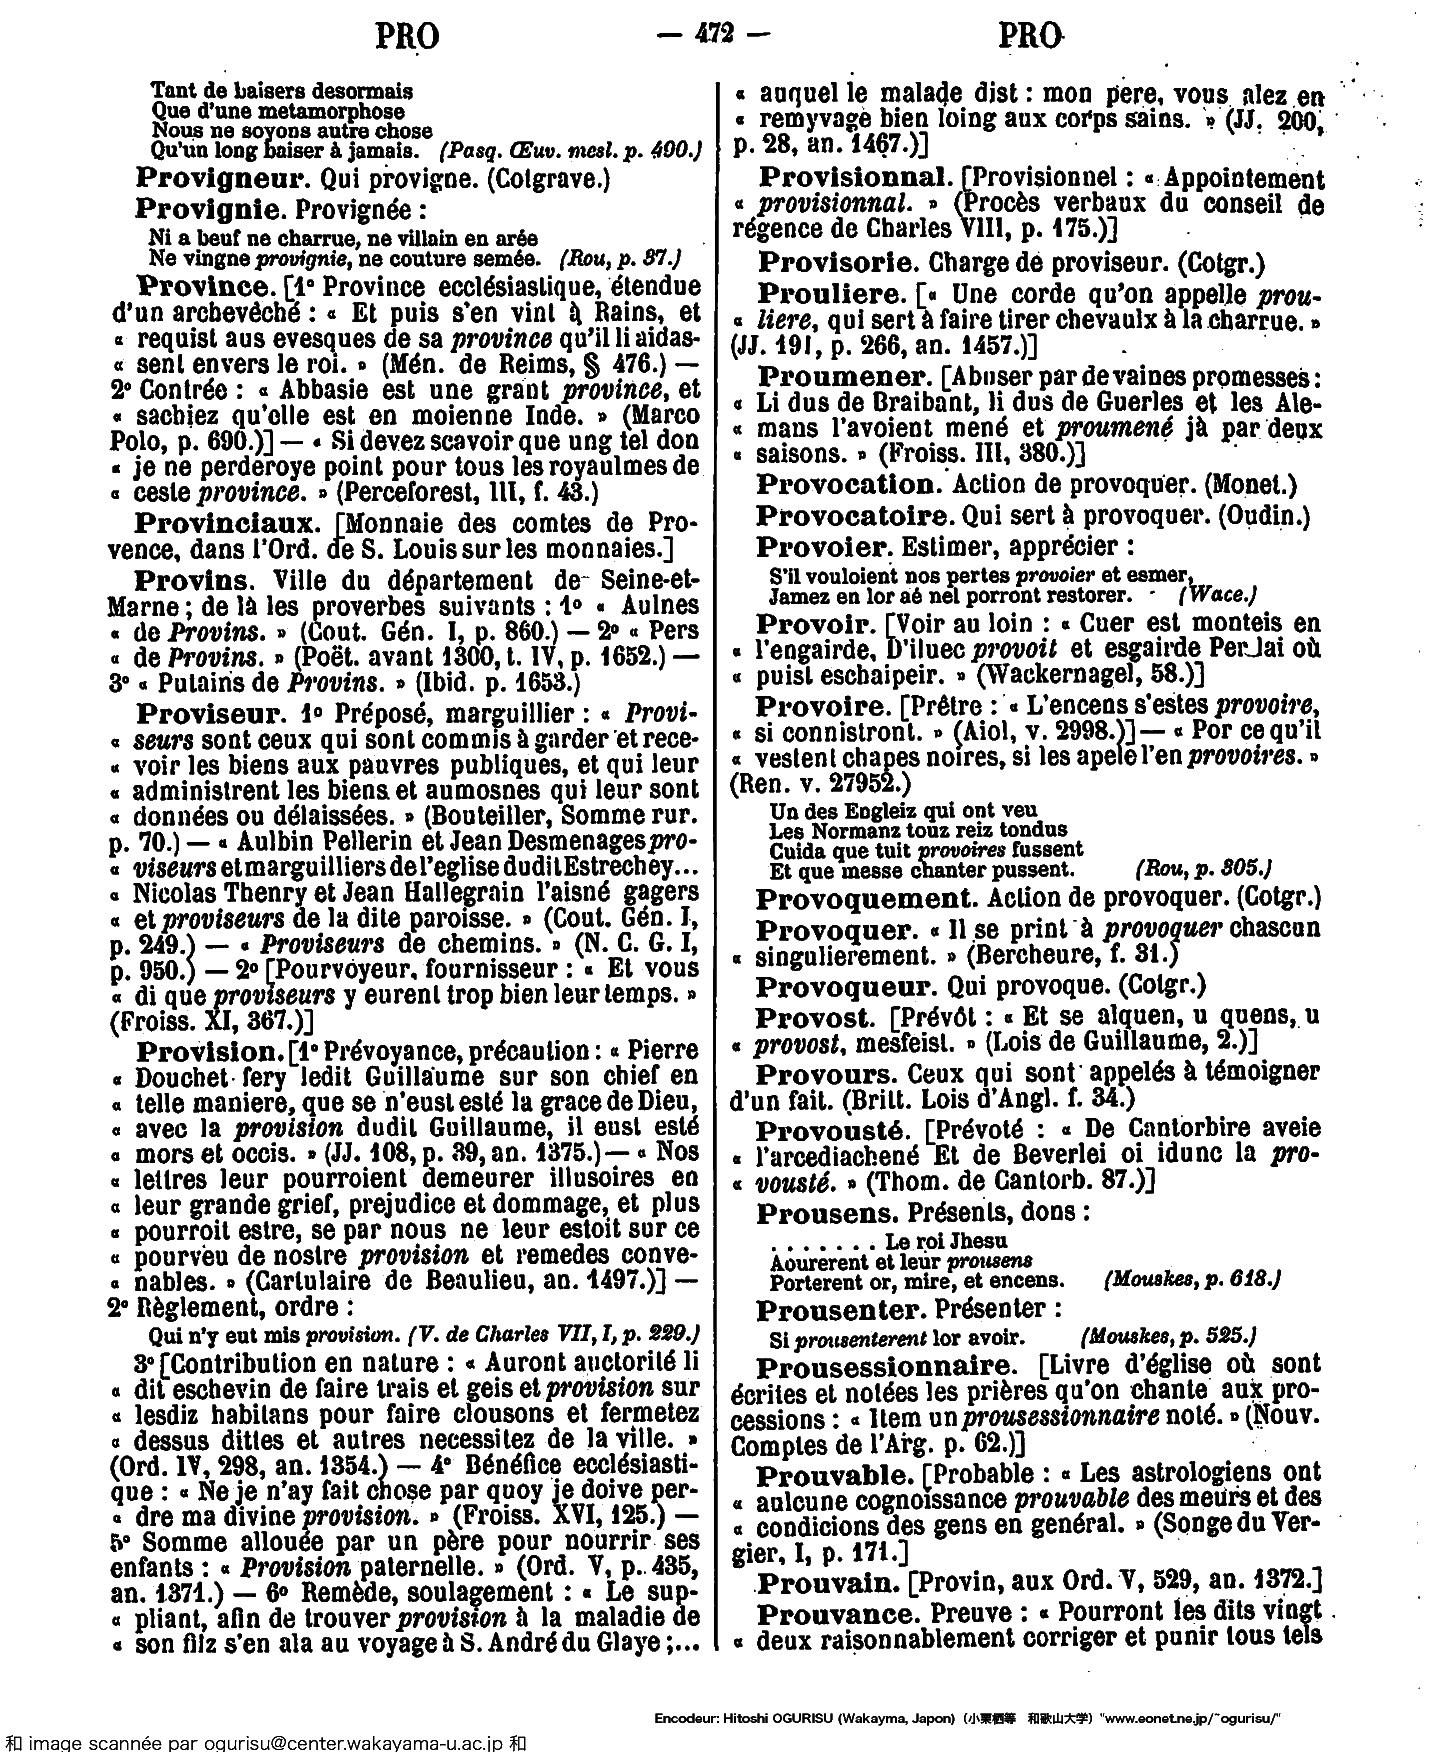 PRO — 472 — PRO
Tant de baisers desormais
Que d'une metamorphose
Nous ne soyons autre chose
Qu'un long baiser à jamais. (Pasq. Œuv. mesl. p. 400.)
Provigneur. Qui provigne. (Cotgrave.)
Provignie. Provignée :
Ni a beuf ne charrue, ne villain en arée
Ne vingne provignie, ne couture semée. (Rou, p. 87.)
Province. [1° Province ecclésiastique, étendue
d'un archevêché : « Et puis s'en vint à Rains, et
« requist aus evesques de sa province qu'il li aidas-
« sent envers le roi. » (Mén. de Reims, § 476.) —
2° Contrée : « Abbasie est une grant province, et
« sachiez qu'elle est en moienne Inde. » (Marco
Polo, p. 690.)] — « Si devez scavoir que ung tel don
« je ne perderoye point pour tous les royaulmes de
« ceste province. » (Perceforest, III, f. 43.)
Provinciaux. [Monnaie des comtes de Pro-
vence, dans l'Ord. de S. Louis sur les monnaies.]
Provins. Ville du département de Seine-et-
Marne ; de là les proverbes suivants : 1° « Aulnes
« de Provins. » (Cout. Gén. I, p. 860.) — 2° « Pers
« de Provins. » (Poët. avant 1300, t. IV, p. 1652.) —
3° « Putains de Provins. » (Ibid. p. 1653.)
Proviseur. 1° Préposé, marguillier : « Provi-
« seurs sont ceux qui sont commis à garder et rece-
« voir les biens aux pauvres publiques, et qui leur
« administrent les biens et aumosnes qui leur sont
« données ou délaissées. » (Bouteiller, Somme rur.
p. 70.) — « Aulbin Pellerin et Jean Desmenages pro-
« viseurs et marguilliers de l'eglise dudit Estrechey...
« Nicolas Thenry et Jean Hallegrain l'aisné gagers
« et proviseurs de la dite paroisse. » (Cout. Gén. I,
p. 249.) — « Proviseurs de chemins. » (N. C. G. I,
p. 950.) — 2° [Pourvoyeur, fournisseur : « Et vous
« di que proviseurs y eurent trop bien leur temps. »
(Froiss. XI, 367.)]
Provision. [1° Prévoyance, précaution : « Pierre
« Douchet fery ledit Guillaume sur son chief en
« telle maniere, que se n'eust esté la grace de Dieu,
« avec la provision dudit Guillaume, il eust esté
« mors et occis. » (JJ. 108, p. 39, an. 1375.) — « Nos
« lettres leur pourroient demeurer illusoires en
« leur grande grief, prejudice et dommage, et plus
« pourroit estre, se par nous ne leur estoit sur ce
« pourveu de nostre provision et remedes conve-
« nables. » (Cartulaire de Beaulieu, an. 1497.)] —
2° Règlement, ordre :
Qui n'y eut mis provision. (V. de Charles VII, I, p. 229.)
3° [Contribution en nature : « Auront auctorité li
« dit eschevin de faire trais et geis et provision sur
« lesdiz habitans pour faire clousons et fermetez
« dessus dittes et autres necessitez de la ville. »
(Ord. IV, 298, an. 1354.) — 4° Bénéfice ecclésiasti-
que : « Ne je n'ay fait chose par quoy je doive per-
« dre ma divine provision. » (Froiss. XVI, 125.) —
5° Somme allouée par un père pour nourrir ses
enfants : « Provision paternelle. » (Ord. V, p. 435,
an. 1371.) — 6° Remède, soulagement : « Le sup-
« pliant, afin de trouver provision à la maladie de
« son filz s'en ala au voyage à S. André du Glaye ;...
« auquel le malade dist : mon pere, vous alez en
« remyvage bien loing aux corps sains. » (JJ. 200,
p. 28, an. 1467.)]
Provisionnal. [Provisionnel : « Appointement
« provisionnal. » (Procès verbaux du conseil de
régence de Charles VIII, p. 175.)]
Provisorie. Charge de proviseur. (Cotgr.)
Prouliere. [« Une corde qu'on appelle prou-
« liere, qui sert à faire tirer chevaulx à la charrue. »
(JJ. 191, p. 266, an. 1457.)]
Proumener. [Abuser par de vaines promesses :
« Li dus de Braibant, li dus de Guerles et les Ale-
« mans l'avoient mené et proumené jà par deux
« saisons. » (Froiss. III, 380.)]
Provocation. Action de provoquer. (Monet.)
Provocatoire. Qui sert à provoquer. (Oudin.)
Provoier. Estimer, apprécier :
S'il vouloient nos pertes provoier et esmer,
Jamez en lor aé nel porront restorer. (Wace.)
Provoir. [Voir au loin : « Cuer est monteis en
« l'engairde, D'iluec provoit et esgairde Per Jai où
« puist eschaipeir. » (Wackernagel, 58.)]
Provoire. [Prêtre : « L'encens s'estes provoire,
« si connistront. » (Aiol, v. 2998.)] — « Por ce qu'il
« vestent chapes noires, si les apele l'en provoires. »
(Ren. v. 27952.)
Un des Engleiz qui ont veu
Les Normanz touz reiz tondus
Cuida que tuit provoires fussent
Et que messe chanter pussent. (Rou, p. 305.)
Provoquement. Action de provoquer. (Cotgr.)
Provoquer. « Il se print à provoquer chascun
« singulierement. » (Bercheure, f. 31.)
Provoqueur. Qui provoque. (Cotgr.)
Provost. [Prévôt : « Et se alquen, u quens, u
« provost, mesfeist. » (Lois de Guillaume, 2.)]
Provours. Ceux qui sont appelés à témoigner
d'un fait. (Britt. Lois d'Angl. f. 34.)
Provousté. [Prévoté : « De Cantorbire aveie
« l'arcediachené Et de Beverlei oi idunc la pro-
« vousté. » (Thom. de Cantorb. 87.)]
Prousens. Présents, dons :
. . . . . . . Le roi Jhesu
Aourerent et leur prousens
Porterent or, mire, et encens. (Mouskes, p. 618.)
Prousenter. Présenter :
Si prousenterent lor avoir. (Mouskes, p. 525.)
Prousessionnaire. [Livre d'église où sont
écrites et notées les prières qu'on chante aux pro-
cessions : « Item un prousessionnaire noté. » (Nouv.
Comptes de l'Arg. p. 62.)]
Prouvable. [Probable : « Les astrologiens ont
« aulcune cognoissance prouvable des meurs et des
« condicions des gens en genéral. » (Songe du Ver-
gier, I, p. 171.]
Prouvain. [Provin, aux Ord. V, 529, an. 1372.]
Prouvance. Preuve : « Pourront les dits vingt
« deux raisonnablement corriger et punir tous tels
Encodeur: Hitoshi OGURISU (Wakayma, Japon) (小栗栖等 和歌山大学) "www.eonet.ne.jp/~ogurisu/"
和 image scannée par ogurisu@center.wakayama-u.ac.jp 和